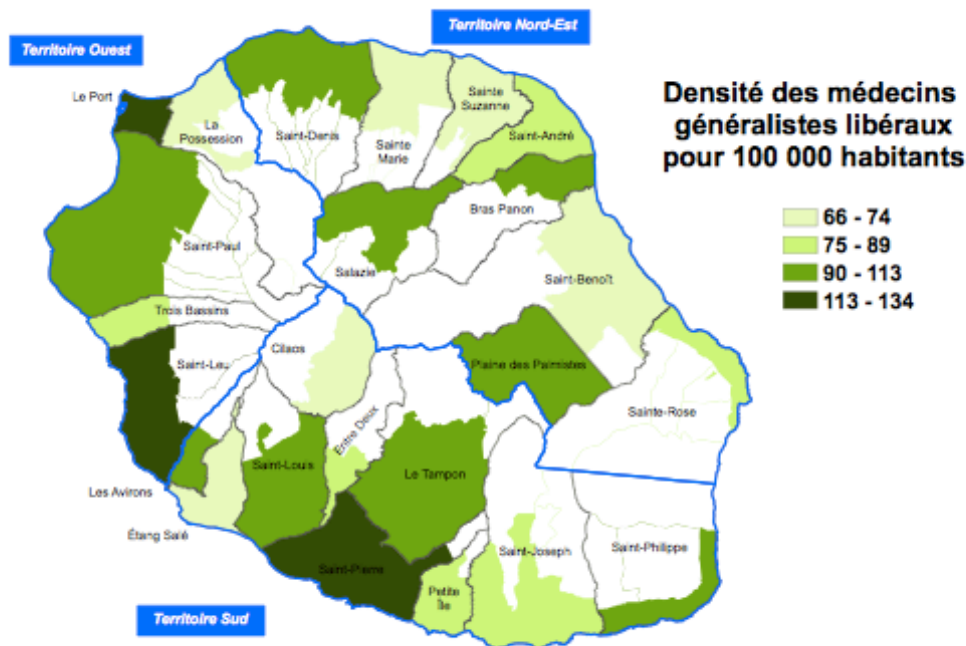 Territoire Nord-Est
Territoire Ouest
Le Port
La
Possession
Saint-Denis
Sainte
Marie
Sainte
Suzanne
Saint-André
Densité des médecins
généralistes libéraux
pour 100 000 habitants
66 - 74
75 - 89
90 - 113
113 - 134
Bras Panon
Saint-Paul
Salazie
Saint-Benoît
Trois Bassins
Cilaos
Saint-Leu
Plaine des Palmistes
Sainte-Rose
Entre Deux
Saint-Louis
Le Tampon
Les Avirons
Étang Salé
Saint-Pierre
Saint-Joseph
Saint-Philippe
Petite
Île
Territoire Sud